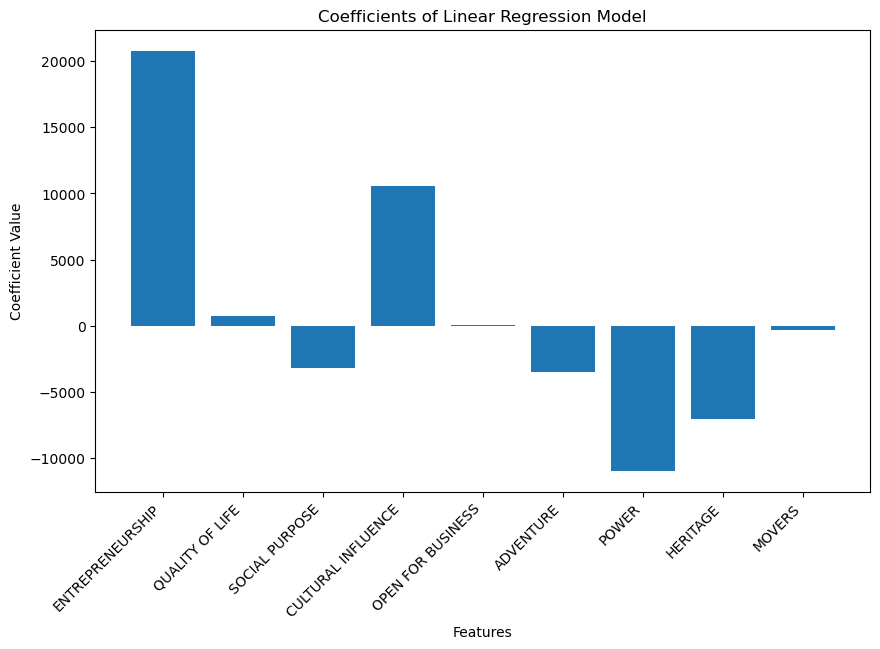 Coefficients of Linear Regression Model
Coefficient Value
20000
15000
10000
5000
0
−5000
−10000
ENTREPRENEURSHIP
QUALITY OF LIFE
SOCIAL PURPOSE
CULTURAL INFLUENCE
OPEN FOR BUSINESS
ADVENTURE
POWER
HERITAGE
MOVERS
Features